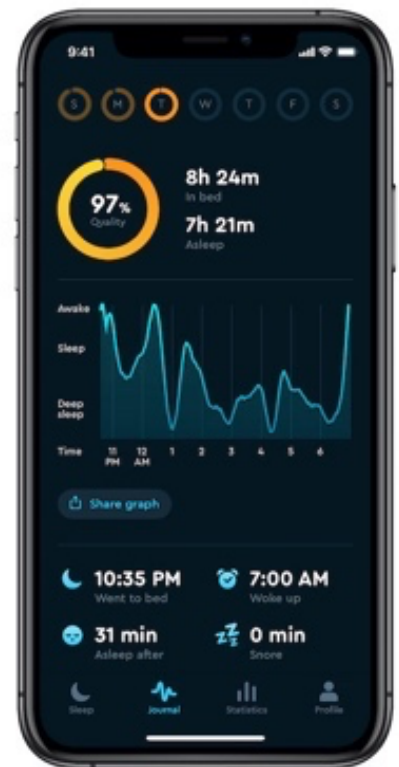 9:41
S M T W T F S
97%
Quality
8h 24m
In bed
7h 21m
Asleep
Awake
Sleep
Deep
sleep
Time 11 PM 12 AM 1 2 3 4 5 6
Share graph
10:35 PM
Went to bed
7:00 AM
Woke up
31 min
Asleep after
0 min
Snore
Sleep Journal Statistics Profile